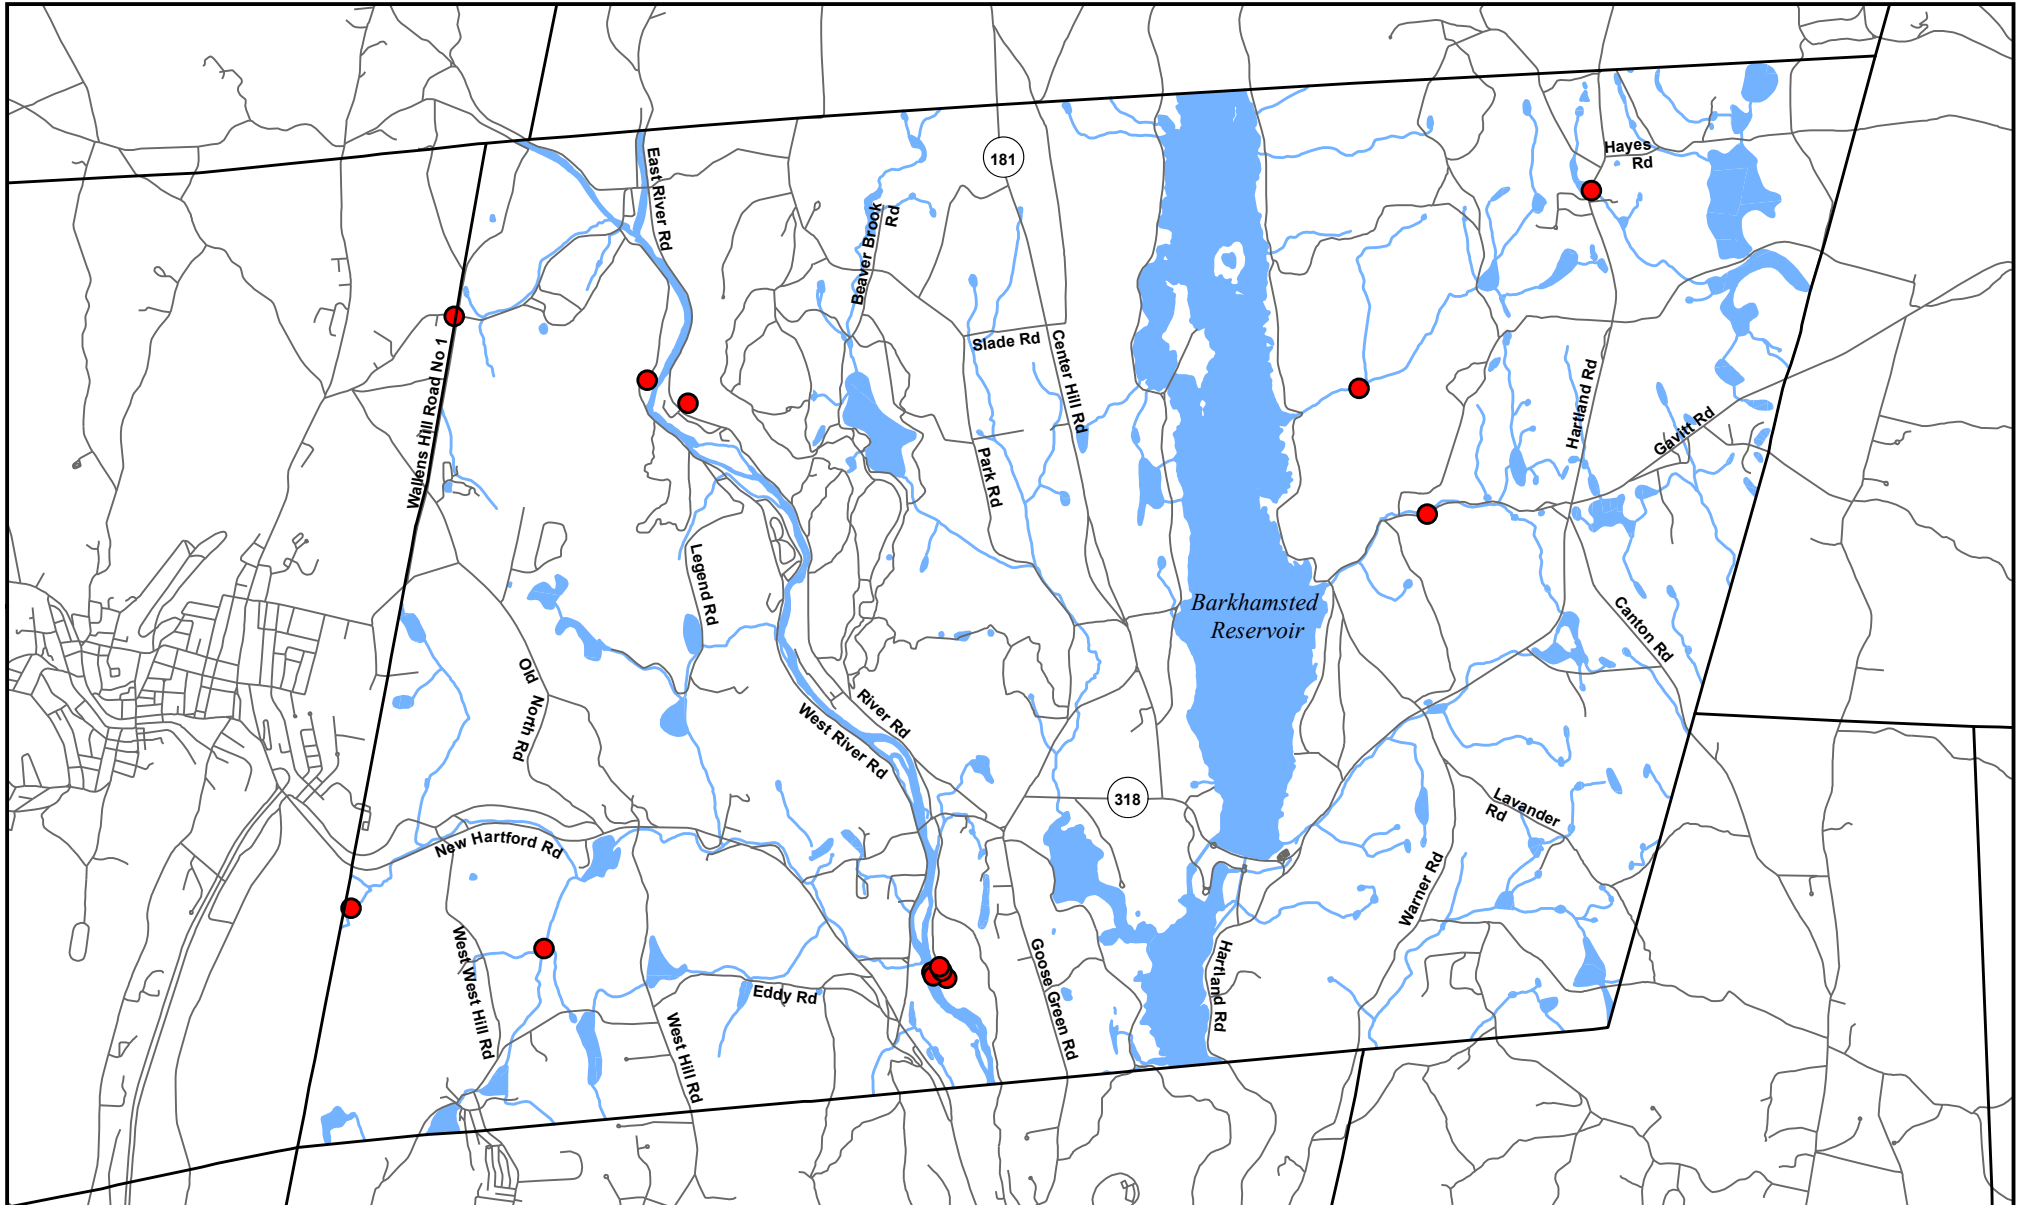 181
Hayes
Rd
East River Rd
Beaver Brook
Rd
Slade Rd
Center Hill Rd
Wallens Hill Road No 1
Hartland Rd
Gavitt Rd
Park Rd
Legend Rd
Barkhamsted
Reservoir
Canton Rd
Old North Rd
River Rd
West River Rd
318
Lavander
Rd
New Hartford Rd
Warner Rd
West West Hill Rd
Goose Green Rd
Hartland Rd
Eddy Rd
West Hill Rd